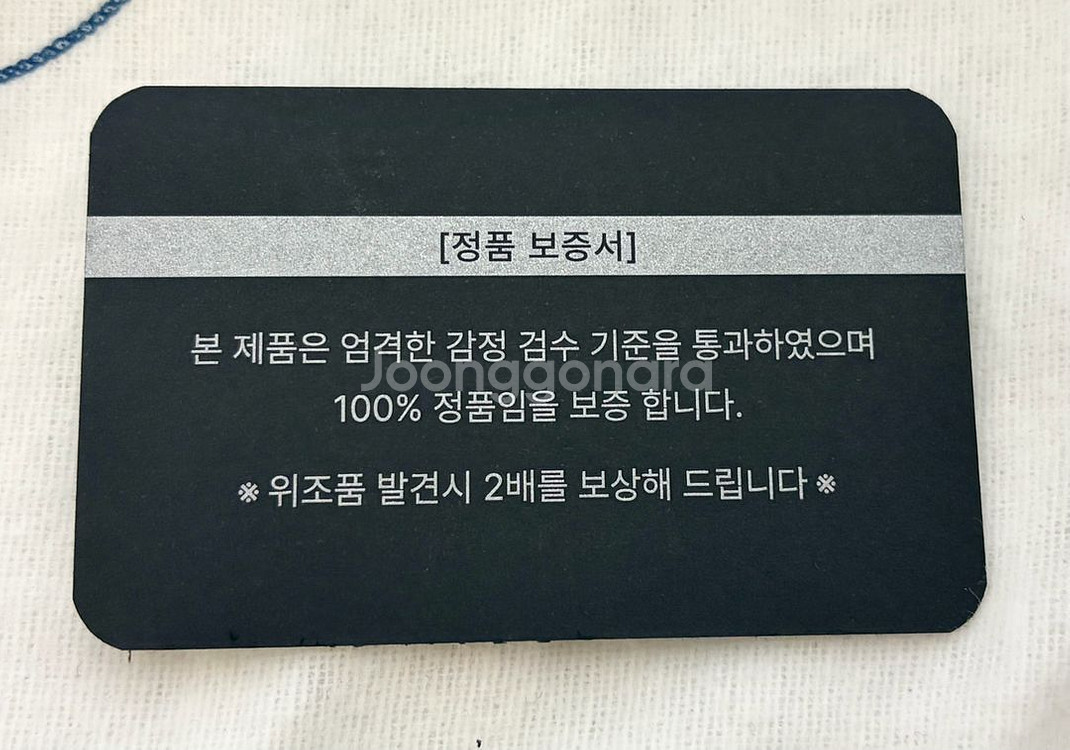 [정품 보증서]
본 제품은 엄격한 감정 검수 기준을 통과하였으며
Joonggonara
100% 정품임을 보증 합니다.
※ 위조품 발견시 2배를 보상해 드립니다 ※